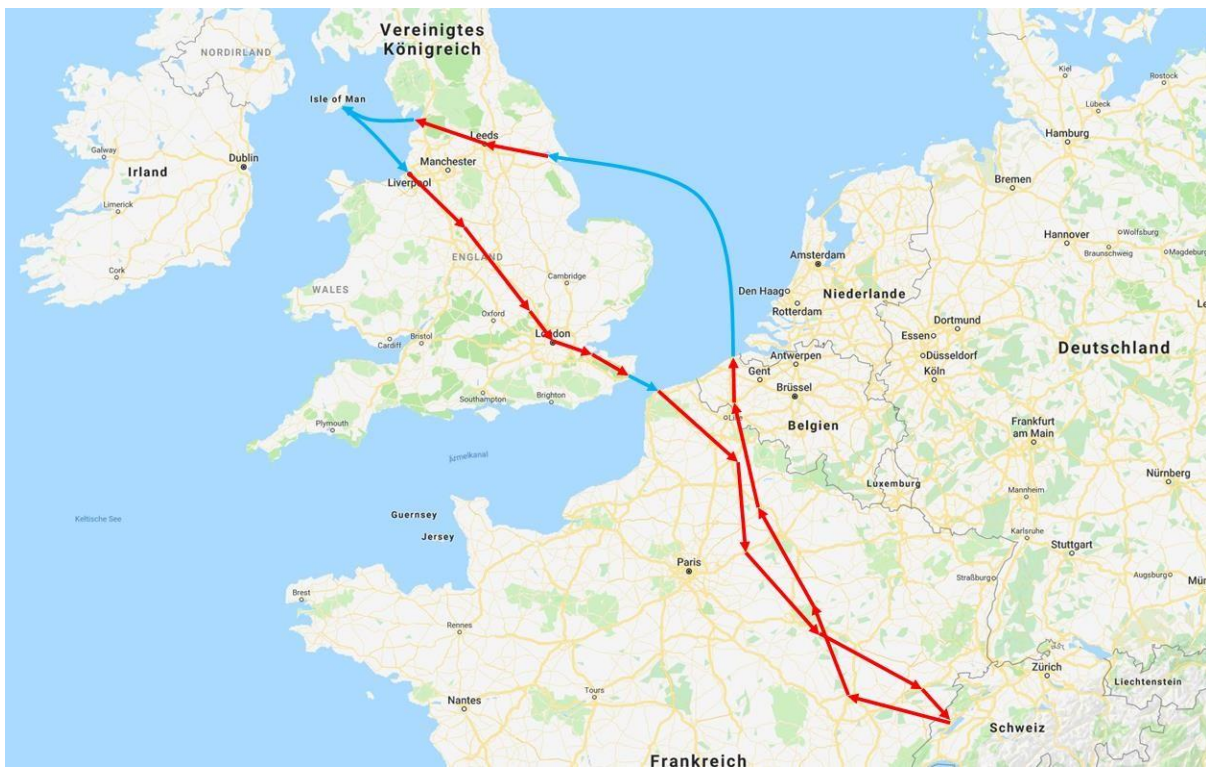 Vereinigtes
Königreich
NORDIRLAND
Isle of Man
Kiel
Rostock
Lübeck
Hamburg
Leeds
Galway
Dublin
Manchester
Irland
Liverpool
Bremen
Limerick
Hannover
Wolfsburg
Braunschweig
Magdeburg
Amsterdam
ENGLAND
Cork
Cambridge
WALES
Den Haag
Niederlande
Rotterdam
Oxford
Dortmund
Essen
London
Cardiff
Bristol
Antwerpen
Düsseldorf
Deutschland
Gent
Köln
Brüssel
Southampton
Brighton
Plymouth
Belgien
Frankfurt
am Main
Luxemburg
Nürnberg
Mannheim
Guernsey
Keltische See
Jersey
Karlsruhe
Stuttgart
Paris
Straßburg
Augsburg
Brest
Rennes
Zürich
Liechtenstein
Tours
Nantes
Schweiz
Frankreich